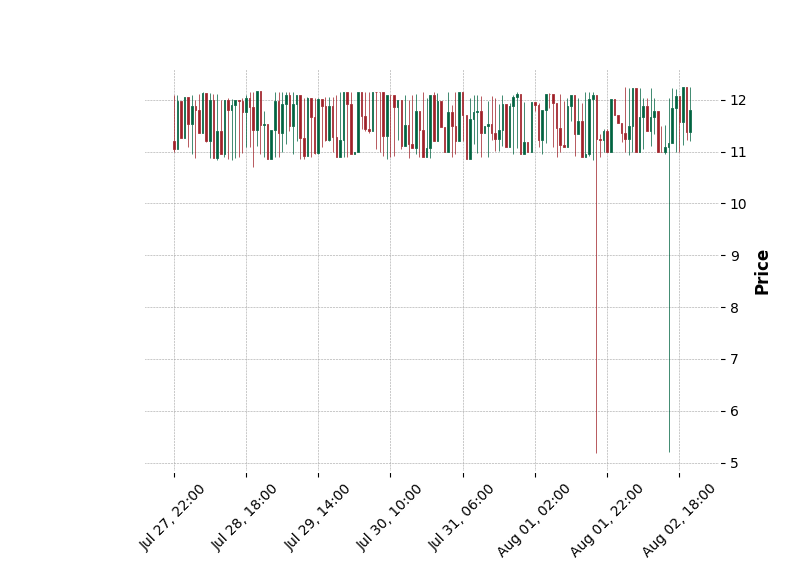 12
11
10
9
8
7
6
5
Price
Jul 27, 22:00
Jul 28, 18:00
Jul 29, 14:00
Jul 30, 10:00
Jul 31, 06:00
Aug 01, 02:00
Aug 01, 22:00
Aug 02, 18:00